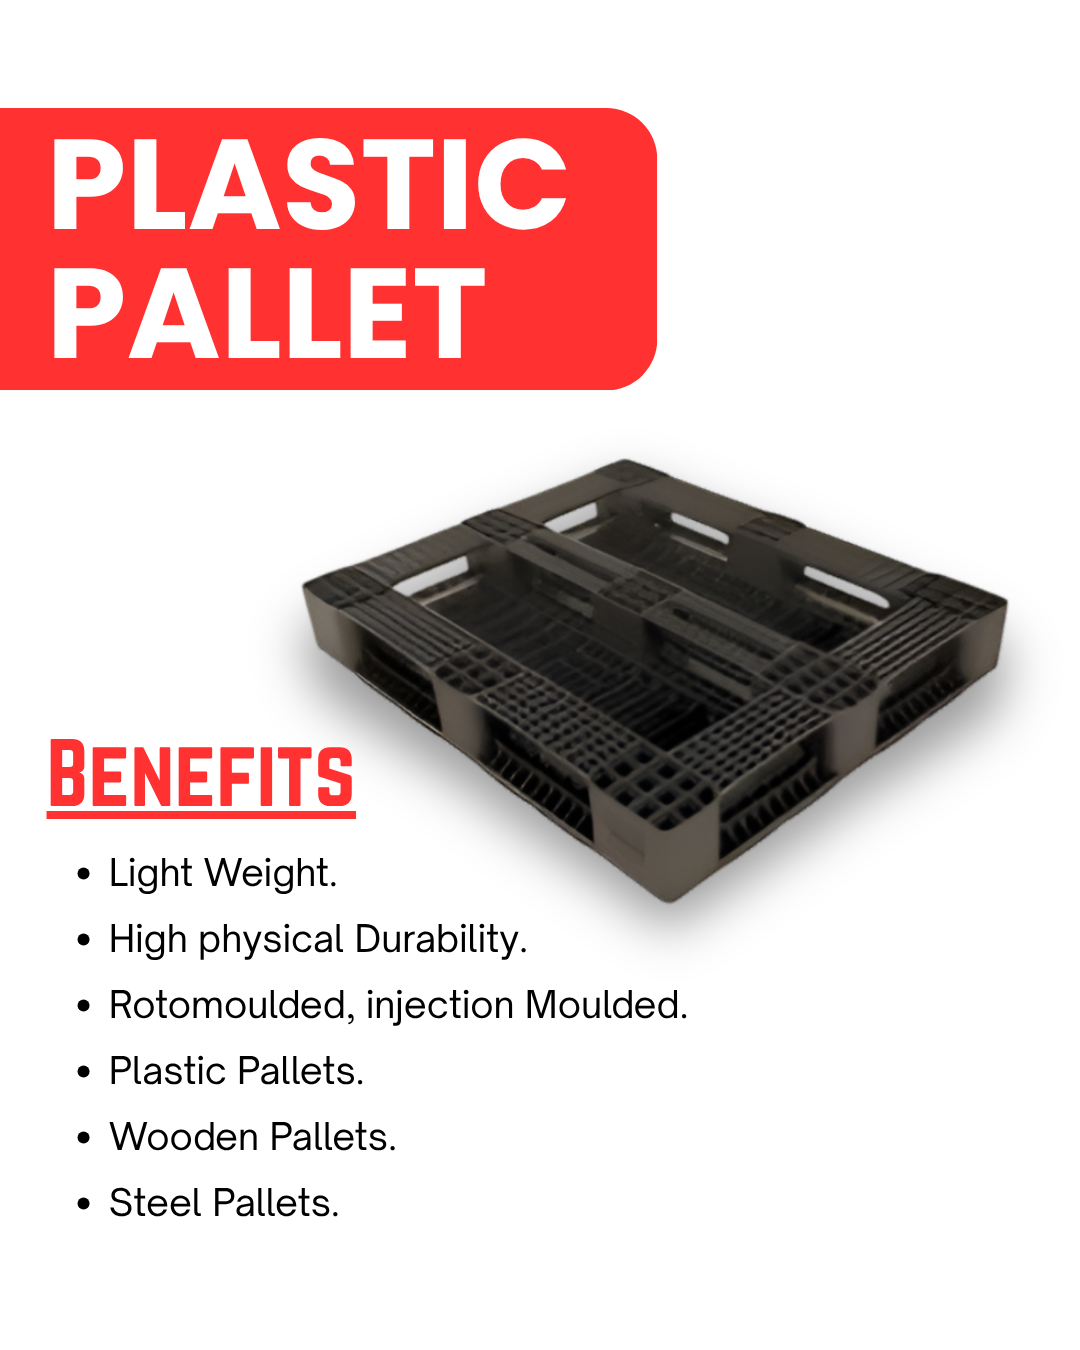 PLASTIC
PALLET
Benefits
• Light Weight.
• High physical Durability.
• Rotomoulded, injection Moulded.
• Plastic Pallets.
• Wooden Pallets.
• Steel Pallets.